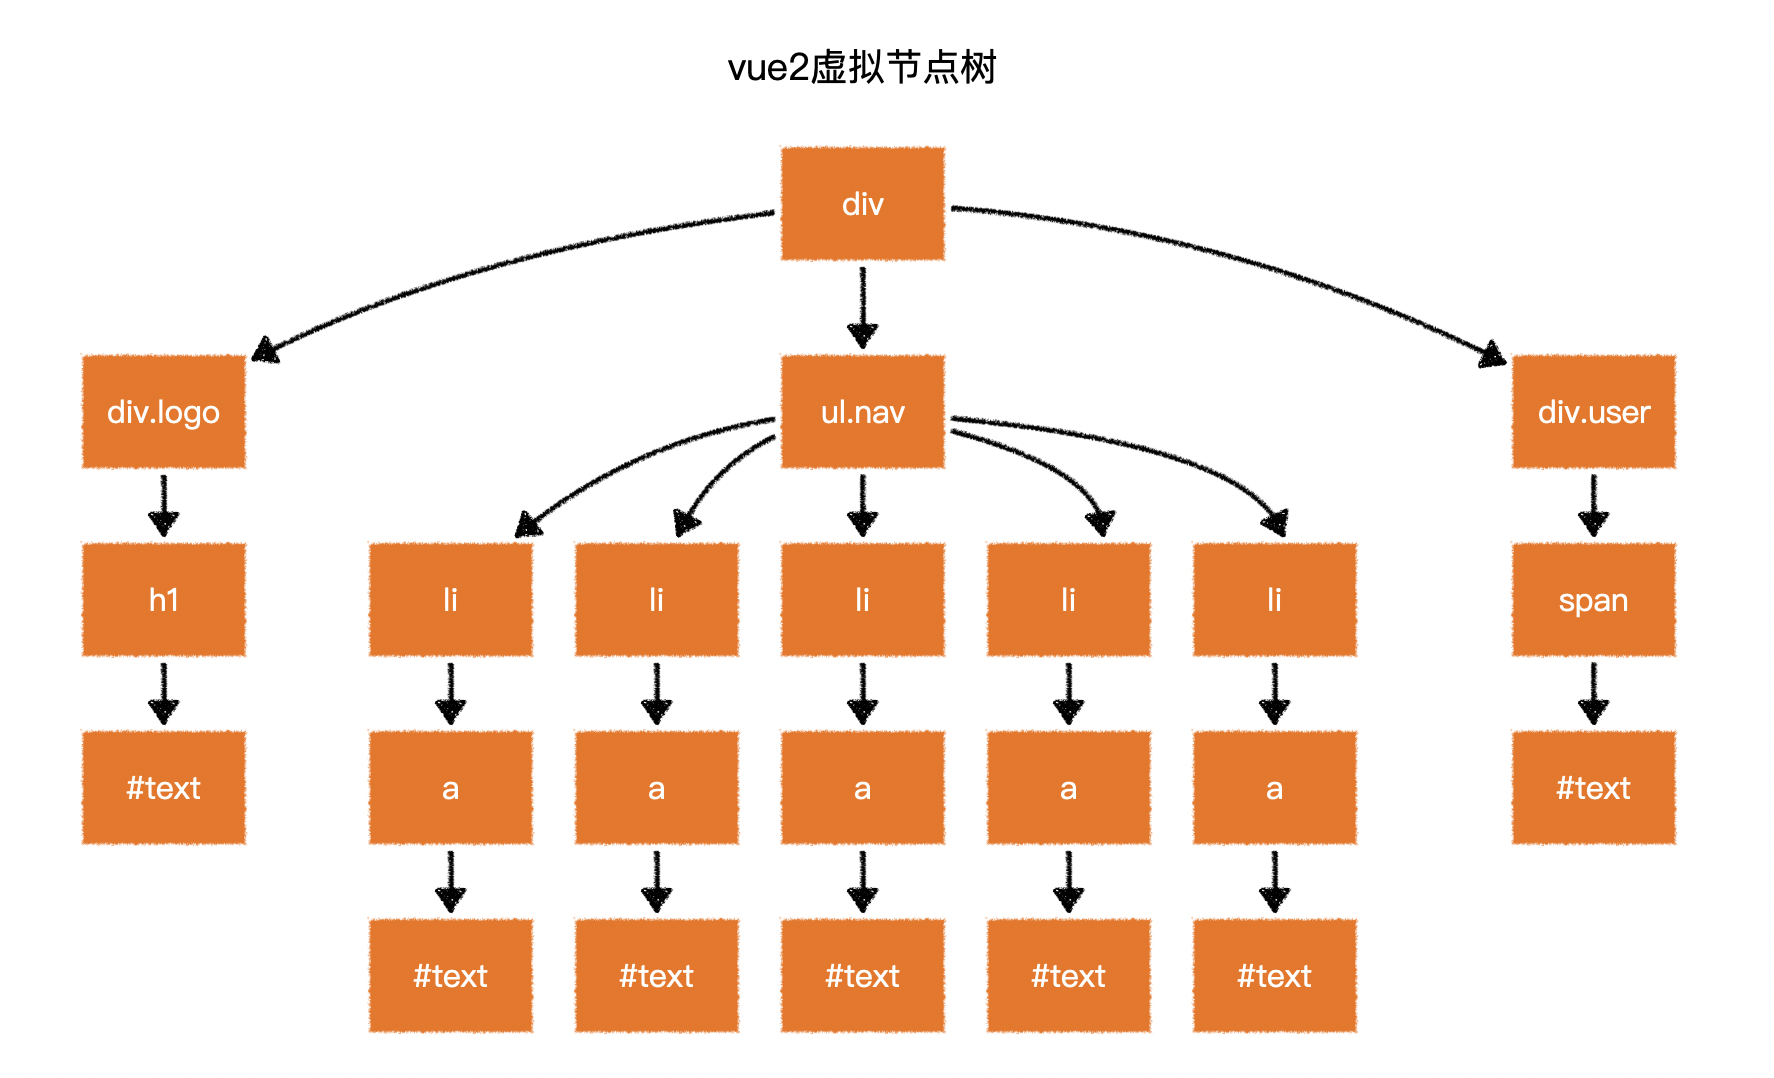 vue2虚拟节点树
div
div.logo
ul.nav
div.user
h1
li
li
li
li
li
span
#text
a
a
a
a
a
#text
#text
#text
#text
#text
#text